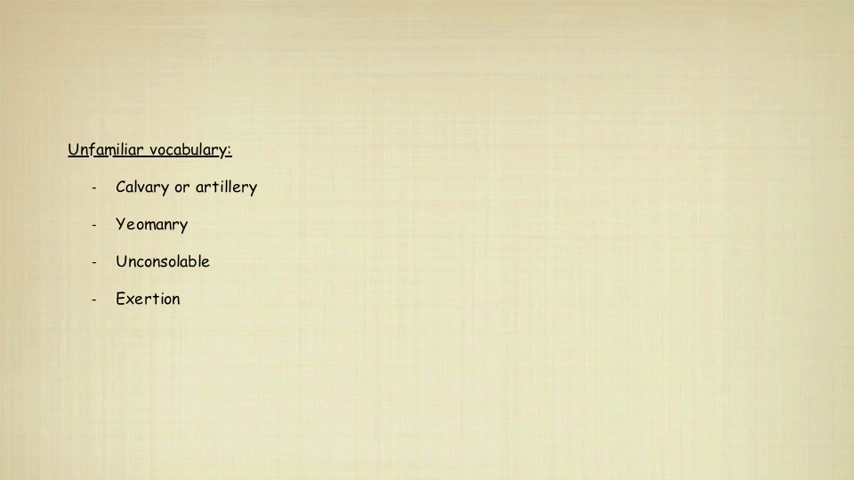 Unfamiliar vocabulary:
- Calvary or artillery
- Yeomanry
- Unconsolable
- Exertion